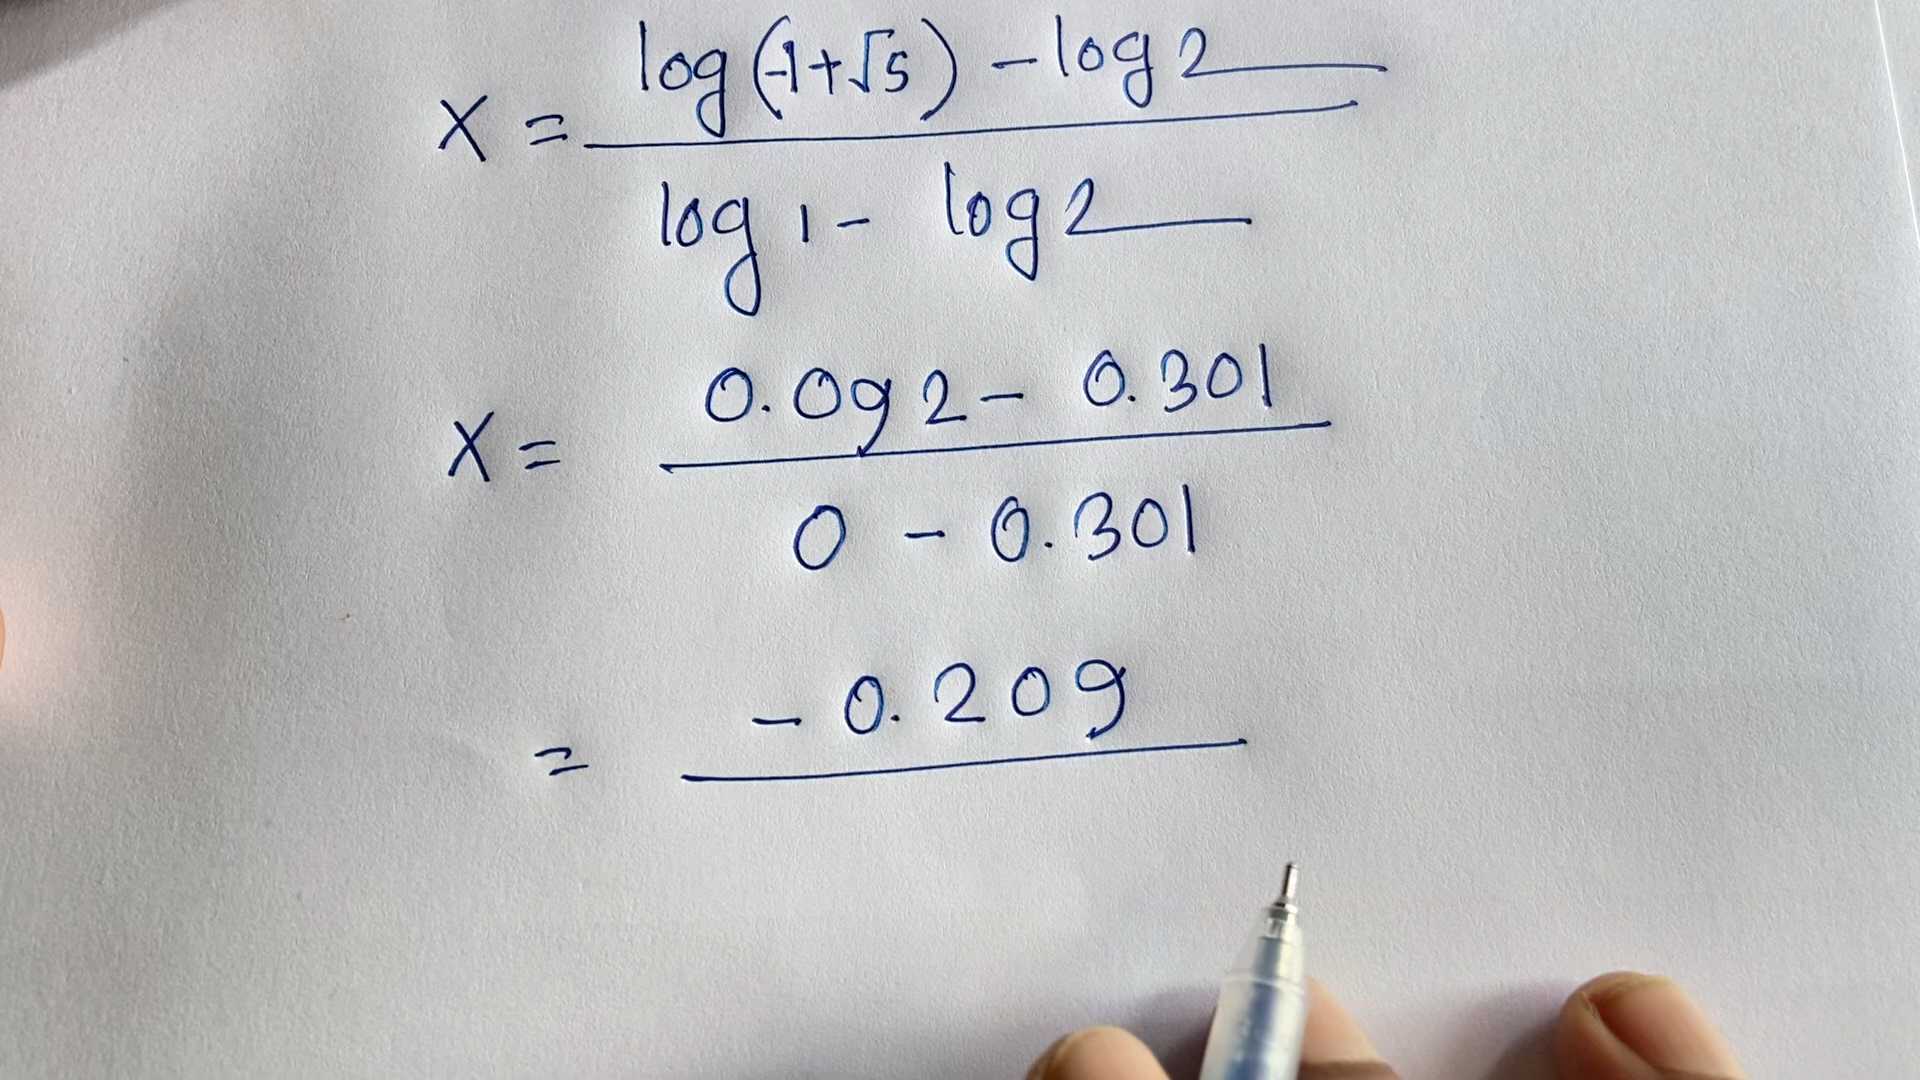 log(-1+√5) - log 2
X =
log 1 - log 2
0.092 - 0.301
X =
0 - 0.301
- 0.209
=